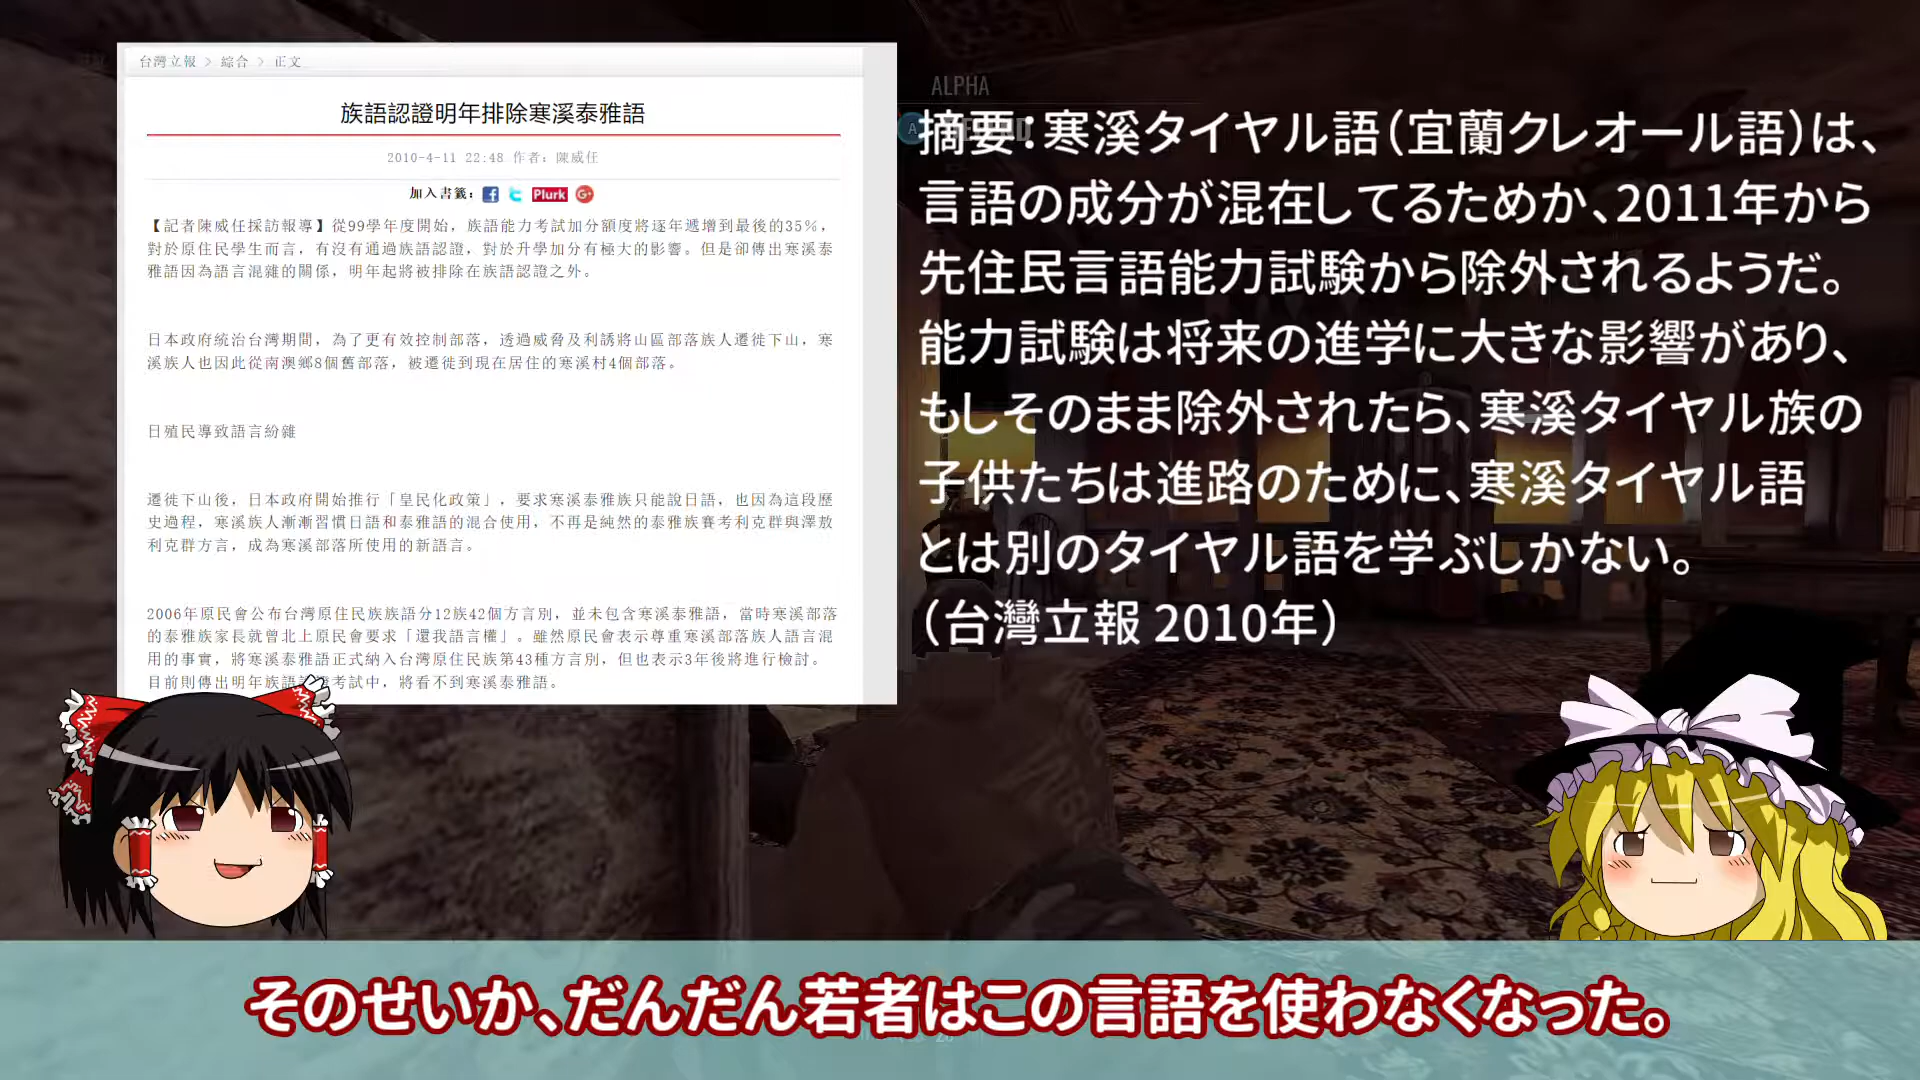 台灣立報 > 綜合 > 正文
族語認證明年排除寒溪泰雅語
2010-4-11 22:48 作者：陳威任
加入書籤： Plurk G+
【記者陳威任採訪報導】從99學年度開始，族語能力考試加分額度將逐年遞增到最後的35%，
對於原住民學生而言，有沒有通過族語認證，對於升學加分有極大的影響。但是卻傳出寒溪泰
雅語因為語言混雜的關係，明年起將被排除在族語認證之外。
日本政府統治台灣期間，為了更有效控制部落，透過威脅及利誘將山區部落族人遷徙下山，寒
溪族人也因此從南澳鄉8個舊部落，被遷徙到現在居住的寒溪村4個部落。
日殖民導致語言紛雜
遷徙下山後，日本政府開始推行「皇民化政策」，要求寒溪泰雅族只能說日語，也因為這段歷
史過程，寒溪族人漸漸習慣日語和泰雅語的混合使用，不再是純然的泰雅族賽考利克群與澤敖
利克群方言，成為寒溪部落所使用的新語言。
2006年原民會公布台灣原住民族族語分12族42個方言別，並未包含寒溪泰雅語，當時寒溪部落
的泰雅族家長就曾北上原民會要求「還我語言權」。雖然原民會表示尊重寒溪部落族人語言混
用的事實，將寒溪泰雅語正式納入台灣原住民族第43種方言別，但也表示3年後將進行檢討。
目前則傳出明年族語認證考試中，將看不到寒溪泰雅語。
ALPHA
摘要：寒溪タイヤル語（宜蘭クレオール語）は、
言語の成分が混在してるためか、2011年から
先住民言語能力試験から除外されるようだ。
能力試験は将来の進学に大きな影響があり、
もしそのまま除外されたら、寒溪タイヤル族の
子供たちは進路のために、寒溪タイヤル語
とは別のタイヤル語を学ぶしかない。
（台灣立報 2010年）
そのせいか、だんだん若者はこの言語を使わなくなった。